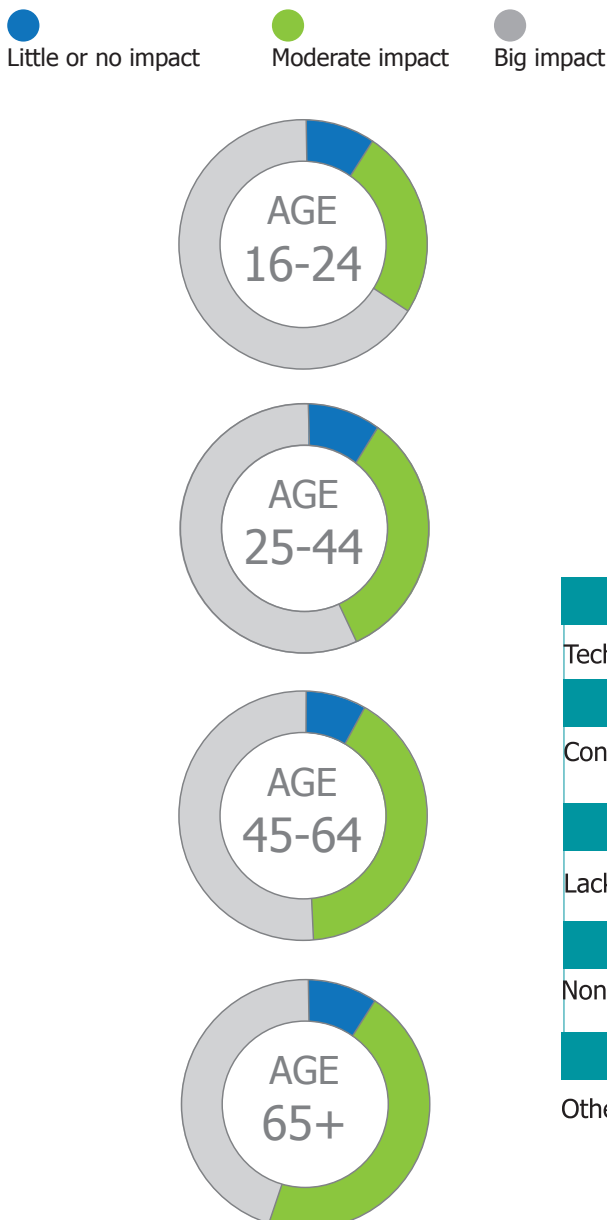 Little or no impact
Moderate impact
Big impact
AGE
16-24
AGE
25-44
AGE
45-64
AGE
65+